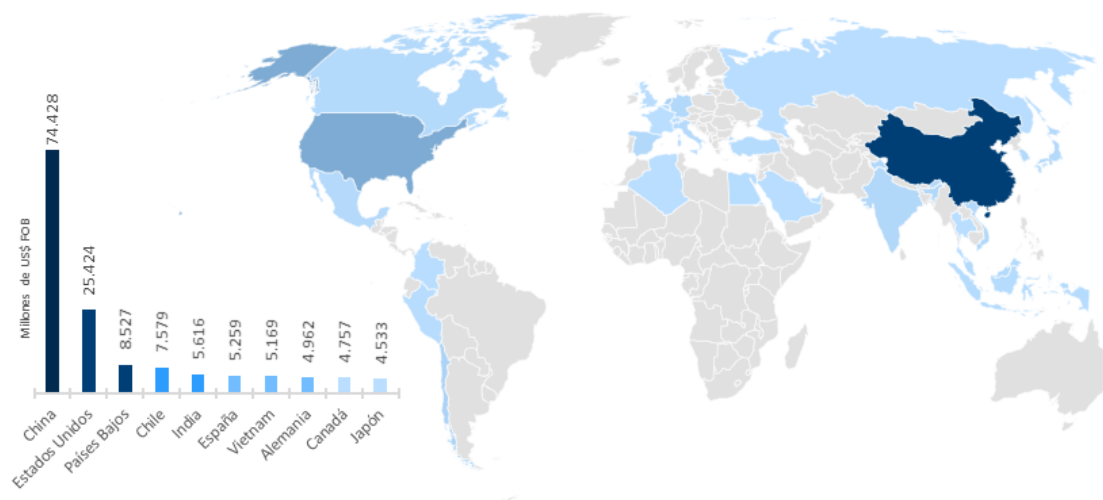 Millones de US$ FOB
74.428
25.424
8.527
7.579
5.616
5.259
5.169
4.962
4.757
4.533
China
Estados Unidos
Países Bajos
Chile
India
España
Vietnam
Alemania
Canadá
Japón